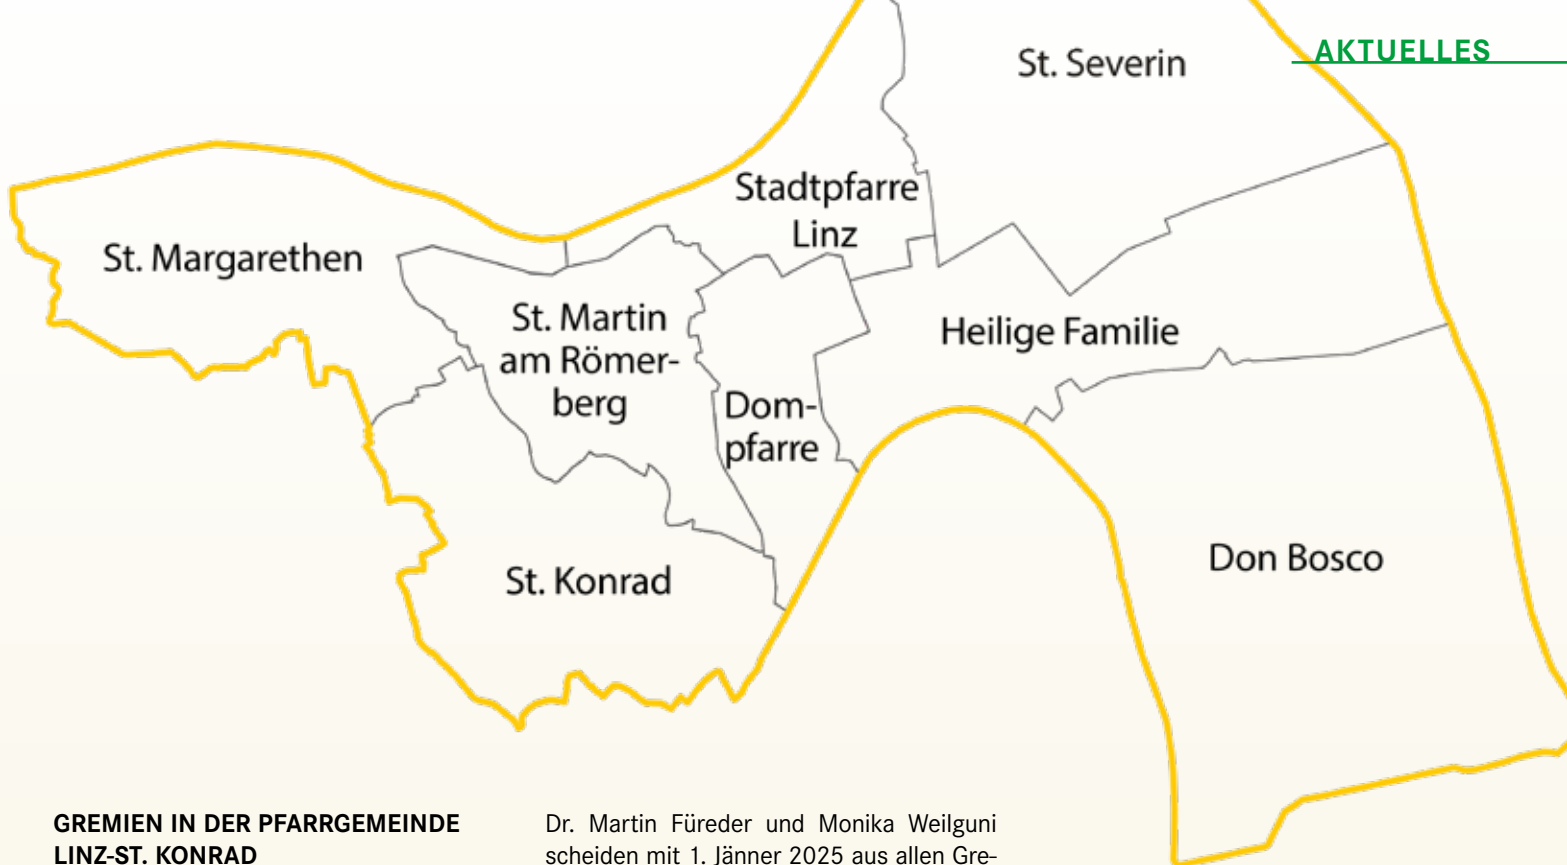 AKTUELLES
St. Severin
Stadtpfarre
Linz
St. Margarethen
St. Martin
am Römer-
berg
Heilige Familie
Dom-
pfarre
Don Bosco
St. Konrad
GREMIEN IN DER PFARRGEMEINDE
LINZ-ST. KONRAD
Dr. Martin Füreder und Monika Weilguni
scheiden mit 1. Jänner 2025 aus allen Gre-